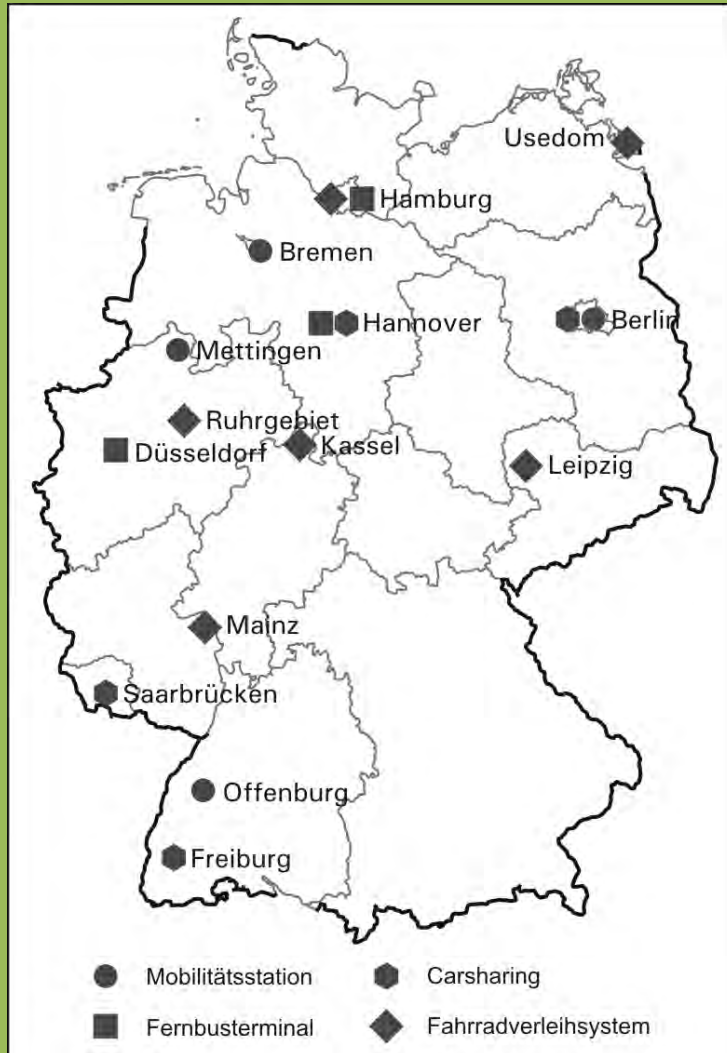 Usedom
Hamburg
Bremen
Hannover
Berlin
Mettingen
Ruhrgebiet
Düsseldorf
Kassel
Leipzig
Mainz
Saarbrücken
Offenburg
Freiburg
Mobilitätsstation
Carsharing
Fernbusterminal
Fahrradverleihsystem